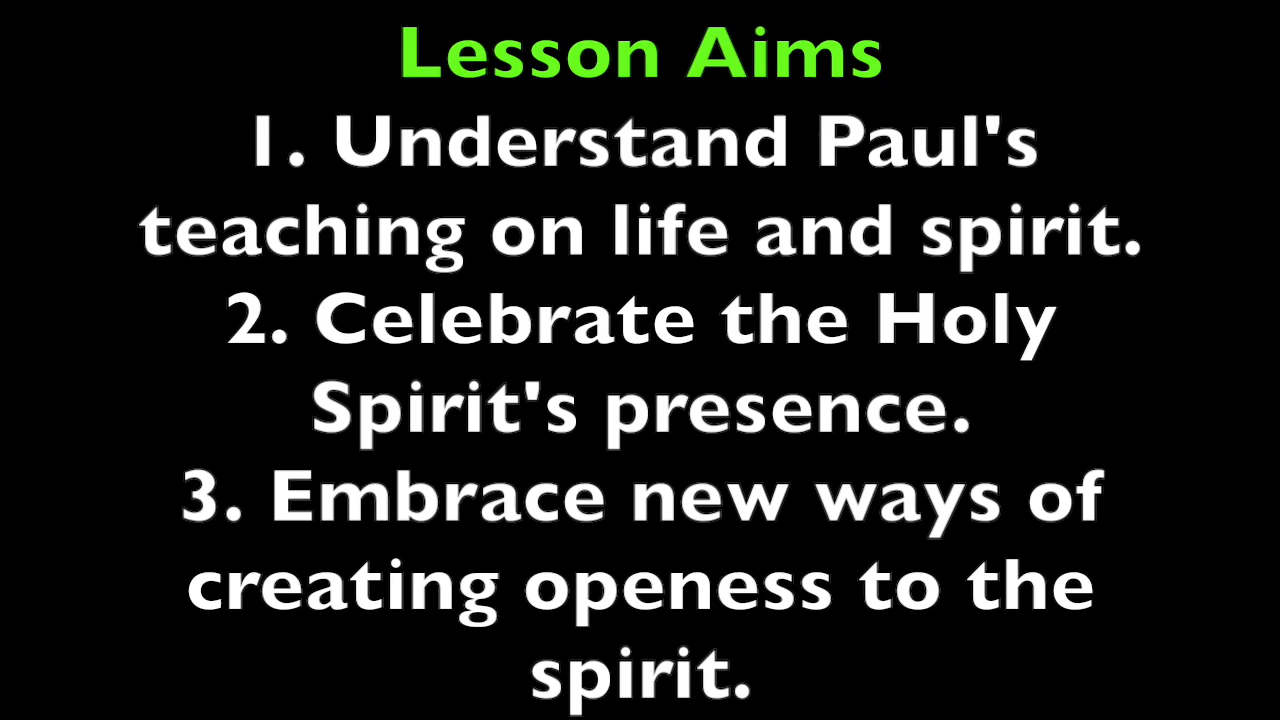 Lesson Aims
1. Understand Paul's
teaching on life and spirit.
2. Celebrate the Holy
Spirit's presence.
3. Embrace new ways of
creating openess to the
spirit.